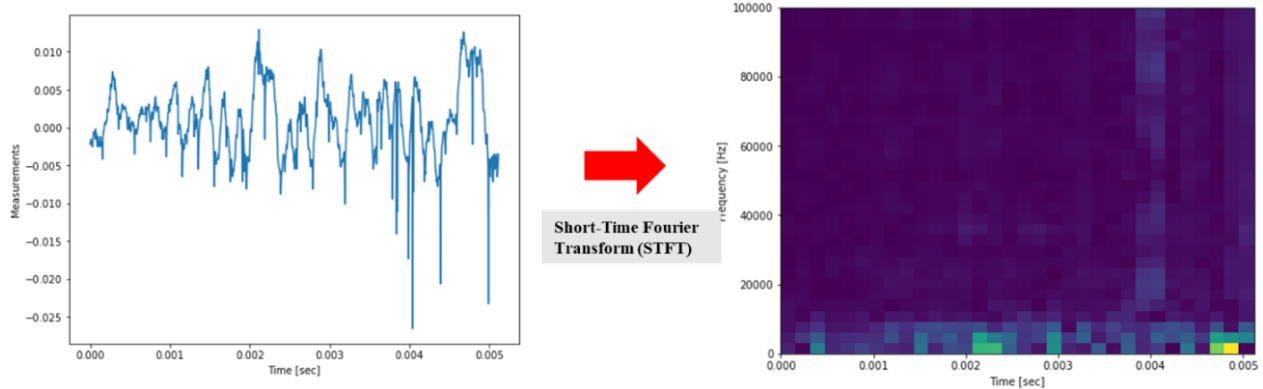 0.010
0.005
0.000
−0.005
−0.010
−0.015
−0.020
−0.025
Measurements
0.000 0.001 0.002 0.003 0.004 0.005
Time [sec]
Short-Time Fourier
Transform (STFT)
100000
80000
60000
40000
20000
0
Frequency [Hz]
0.000 0.001 0.002 0.003 0.004 0.005
Time [sec]